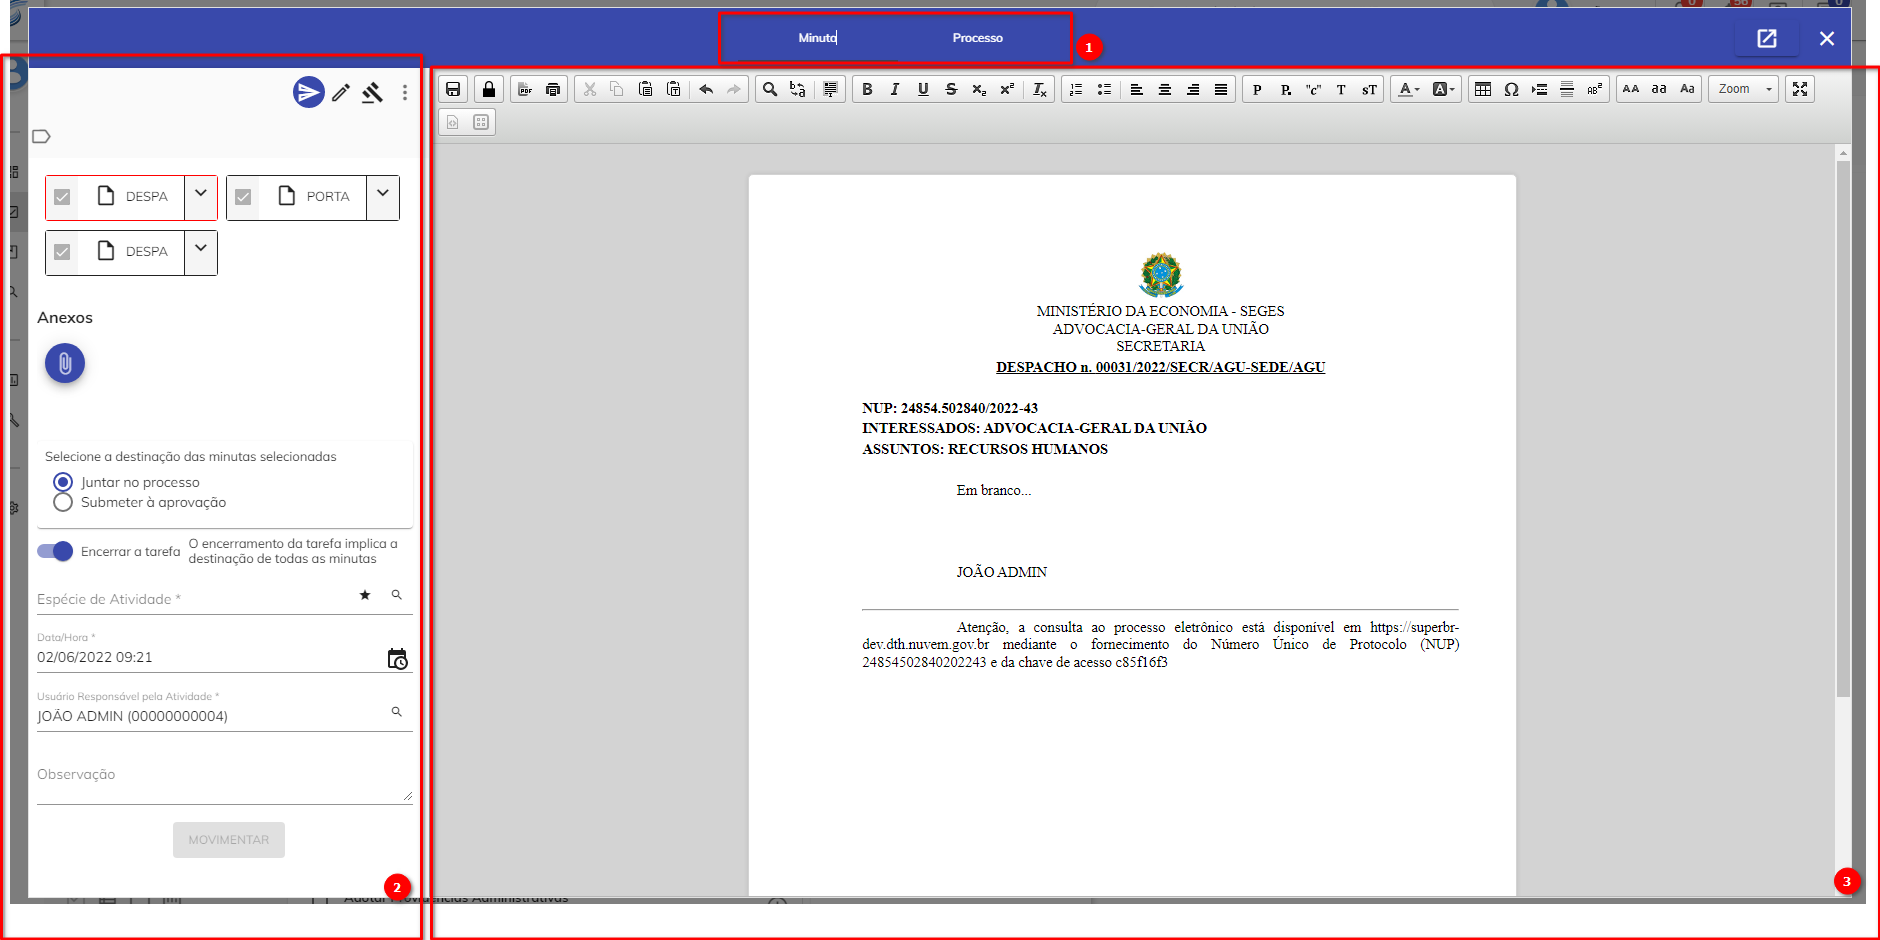 Minuta
Processo
1
Zoom
DESPA
PORTA
DESPA
Anexos
Selecione a destinação das minutas selecionadas
Juntar no processo
Submeter à aprovação
Encerrar a tarefa
O encerramento da tarefa implica a
destinação de todas as minutas
Espécie de Atividade *
Data/Hora *
02/06/2022 09:21
Usuário Responsável pela Atividade *
JOÃO ADMIN (00000000004)
Observação
MOVIMENTAR
2
MINISTÉRIO DA ECONOMIA - SEGES
ADVOCACIA-GERAL DA UNIÃO
SECRETARIA
DESPACHO n. 00031/2022/SECR/AGU-SEDE/AGU
NUP: 24854.502840/2022-43
INTERESSADOS: ADVOCACIA-GERAL DA UNIÃO
ASSUNTOS: RECURSOS HUMANOS
Em branco...
JOÃO ADMIN
Atenção, a consulta ao processo eletrônico está disponível em https://superbr-
dev.dth.nuvem.gov.br mediante o fornecimento do Número Único de Protocolo (NUP)
24854502840202243 e da chave de acesso c85f16f3
3
Adotar Providências Administrativas